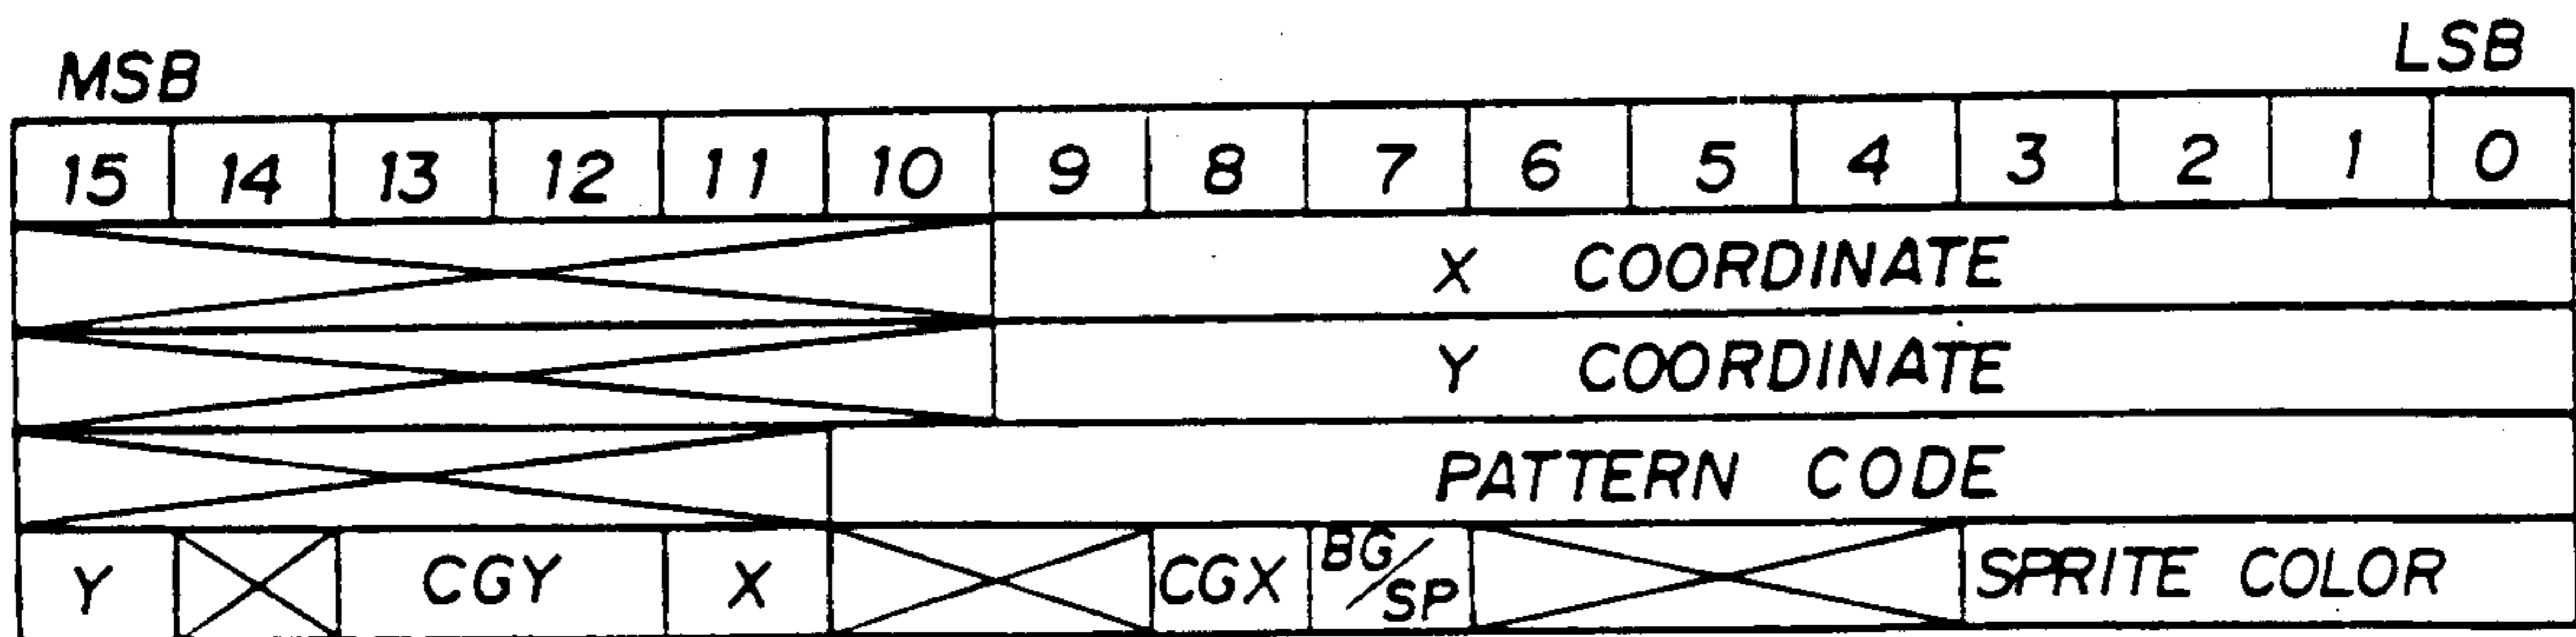 MSB LSB
15 14 13 12 11 10 9 8 7 6 5 4 3 2 1 0
X COORDINATE
Y COORDINATE
PATTERN CODE
Y CGY X CGX BG/SP SPRITE COLOR